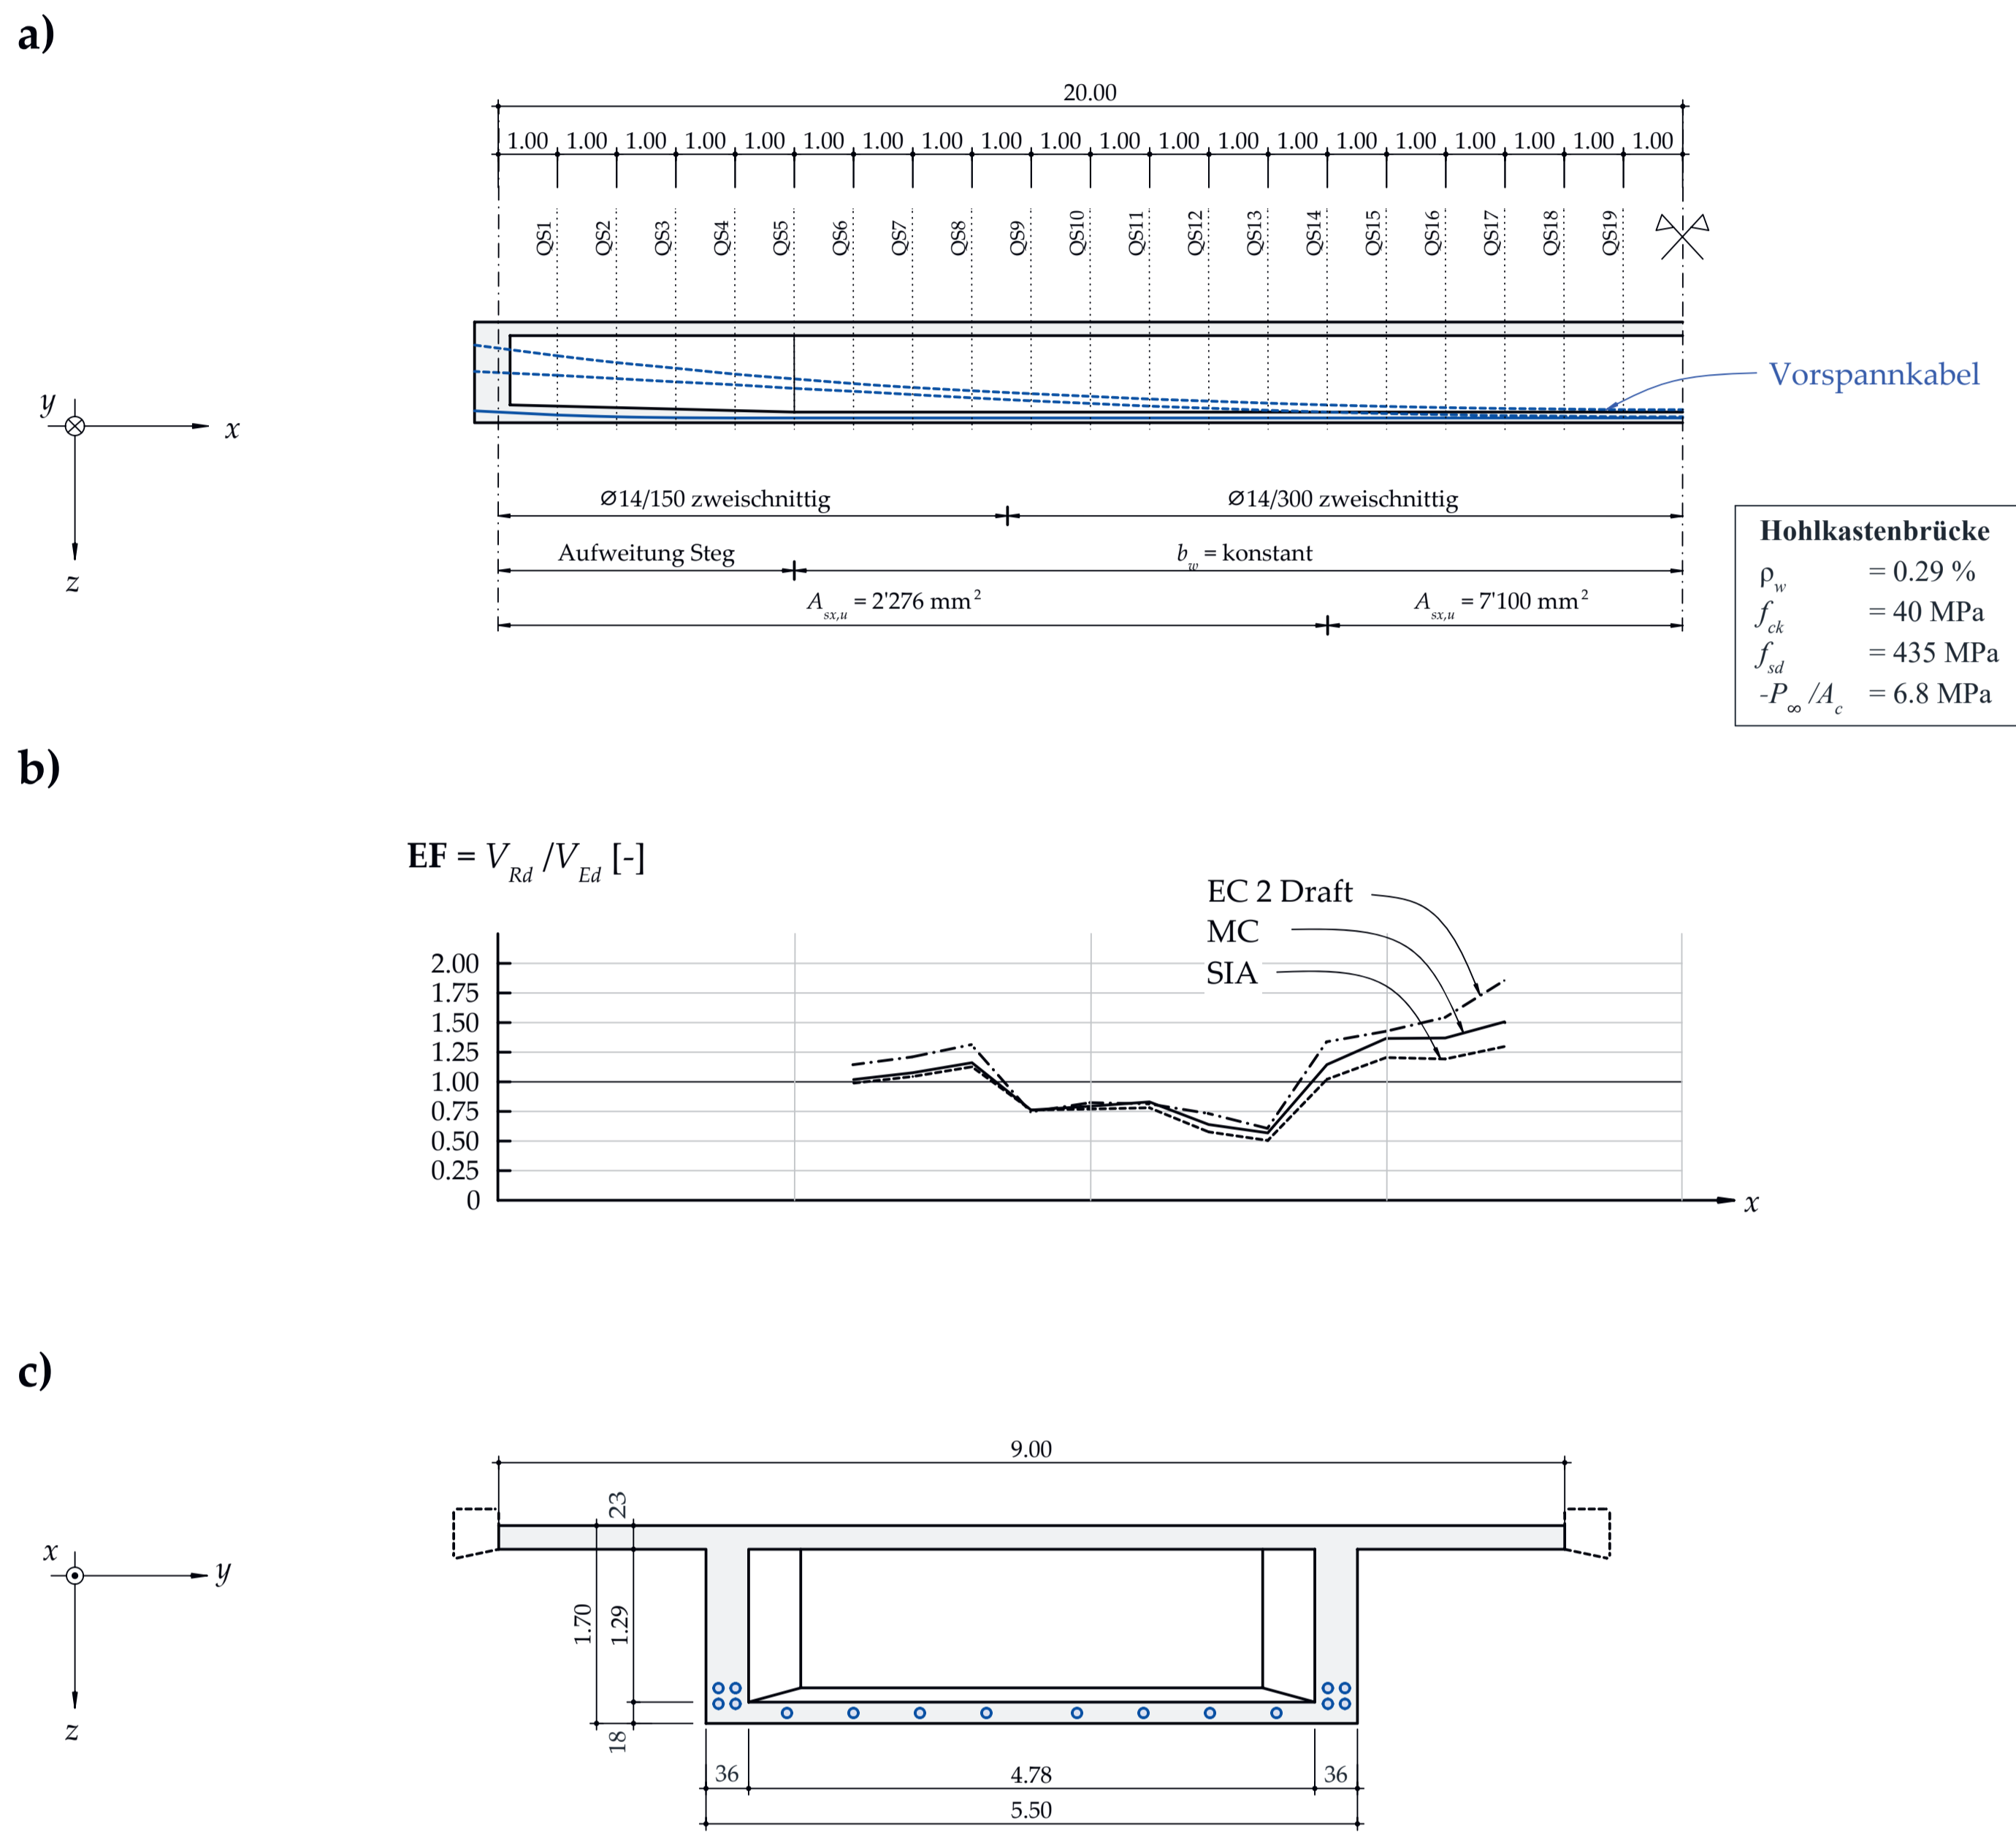 a)
20.00
1.00 1.00 1.00 1.00 1.00 1.00 1.00 1.00 1.00 1.00 1.00 1.00 1.00 1.00 1.00 1.00 1.00 1.00 1.00 1.00
QS1 QS2 QS3 QS4 QS5 QS6 QS7 QS8 QS9 QS10 QS11 QS12 QS13 QS14 QS15 QS16 QS17 QS18 QS19
Vorspannkabel
y
x
z
∅14/150 zweischnittig ∅14/300 zweischnittig
Aufweitung Steg b_w = konstant
A_sx,u = 2'276 mm² A_sx,u = 7'100 mm²
Hohlkastenbrücke
ρ_w = 0.29 %
f_ck = 40 MPa
f_sd = 435 MPa
-P_∞ /A_c = 6.8 MPa
b)
EF = V_Rd /V_Ed [-]
EC 2 Draft
MC
SIA
2.00
1.75
1.50
1.25
1.00
0.75
0.50
0.25
0
x
c)
9.00
23
1.70
1.29
18
x
y
z
36 4.78 36
5.50